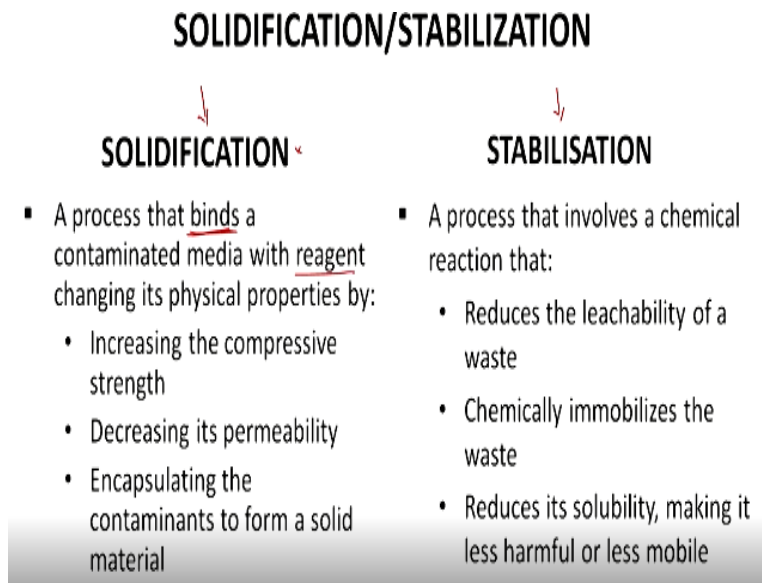 SOLIDIFICATION/STABILIZATION
SOLIDIFICATION
▪ A process that binds a
contaminated media with reagent
changing its physical properties by:
• Increasing the compressive
strength
• Decreasing its permeability
• Encapsulating the
contaminants to form a solid
material
STABILISATION
▪ A process that involves a chemical
reaction that:
• Reduces the leachability of a
waste
• Chemically immobilizes the
waste
• Reduces its solubility, making it
less harmful or less mobile